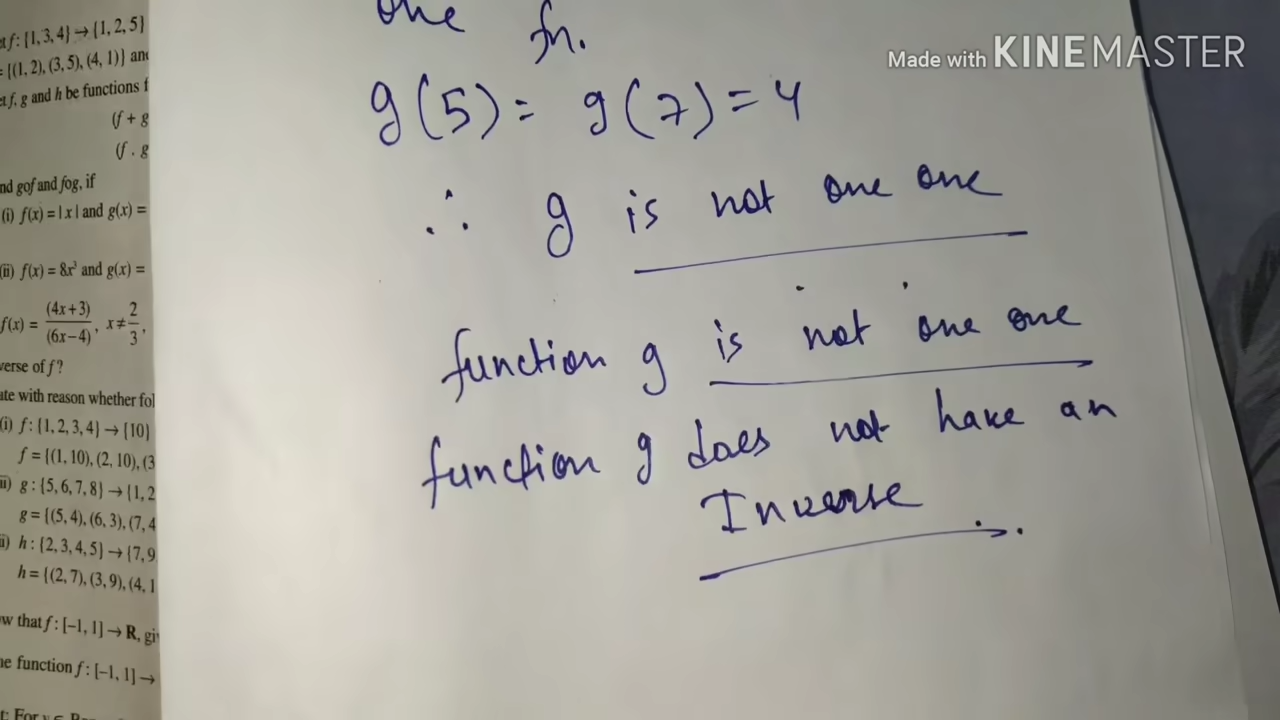 f : {1, 3, 4} → {1, 2, 5}
= {(1, 2), (3, 5), (4, 1)} and
f, g and h be functions f
(f + g
(f . g
nd gof and fog, if
(i) f(x) = | x | and g(x) =
(ii) f(x) = 8x³ and g(x) =
f(x) = (4x+3)/(6x−4), x ≠ 2/3,
verse of f ?
ate with reason whether fol
(i) f : {1, 2, 3, 4} → {10}
f = {(1, 10), (2, 10), (3
ii) g : {5, 6, 7, 8} → {1, 2
g = {(5, 4), (6, 3), (7, 4
ii) h : {2, 3, 4, 5} → {7, 9
h = {(2, 7), (3, 9), (4, 1
w that f : [−1, 1] → R, gi
he function f : [−1, 1] →
t: For y ∈
one fn.
Made with KINEMASTER
g(5) = g(7) = 4
∴ g is not one one
function g is not one one
function g does not have an
Inverse